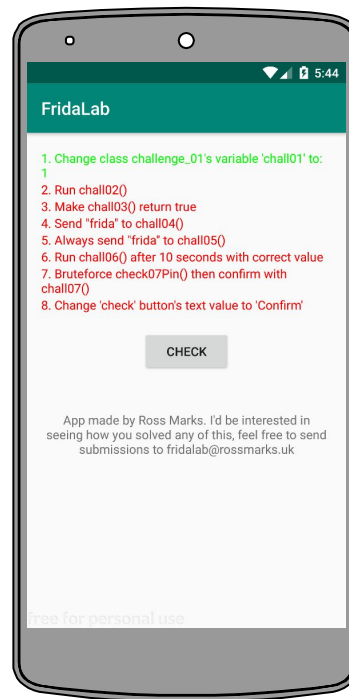 5:44
FridaLab
1. Change class challenge_01's variable 'chall01' to:
1
2. Run chall02()
3. Make chall03() return true
4. Send "frida" to chall04()
5. Always send "frida" to chall05()
6. Run chall06() after 10 seconds with correct value
7. Bruteforce check07Pin() then confirm with
chall07()
8. Change 'check' button's text value to 'Confirm'
CHECK
App made by Ross Marks. I'd be interested in
seeing how you solved any of this, feel free to send
submissions to fridalab@rossmarks.uk
free for personal use